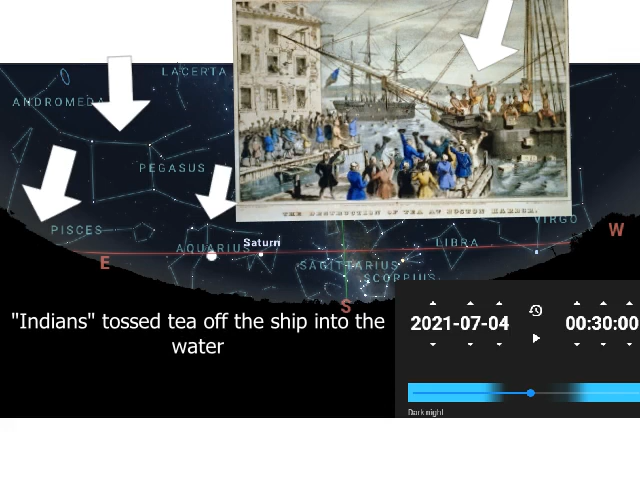 LACERTA
ANDROMEDA
PEGASUS
THE DESTRUCTION OF TEA AT BOSTON HARBOR.
PISCES
VIRGO
W
AQUARIUS
Saturn
LIBRA
E
SAGITTARIUS
SCORPIUS
S
"Indians" tossed tea off the ship into the
water
2021-07-04
00:30:00
Dark night